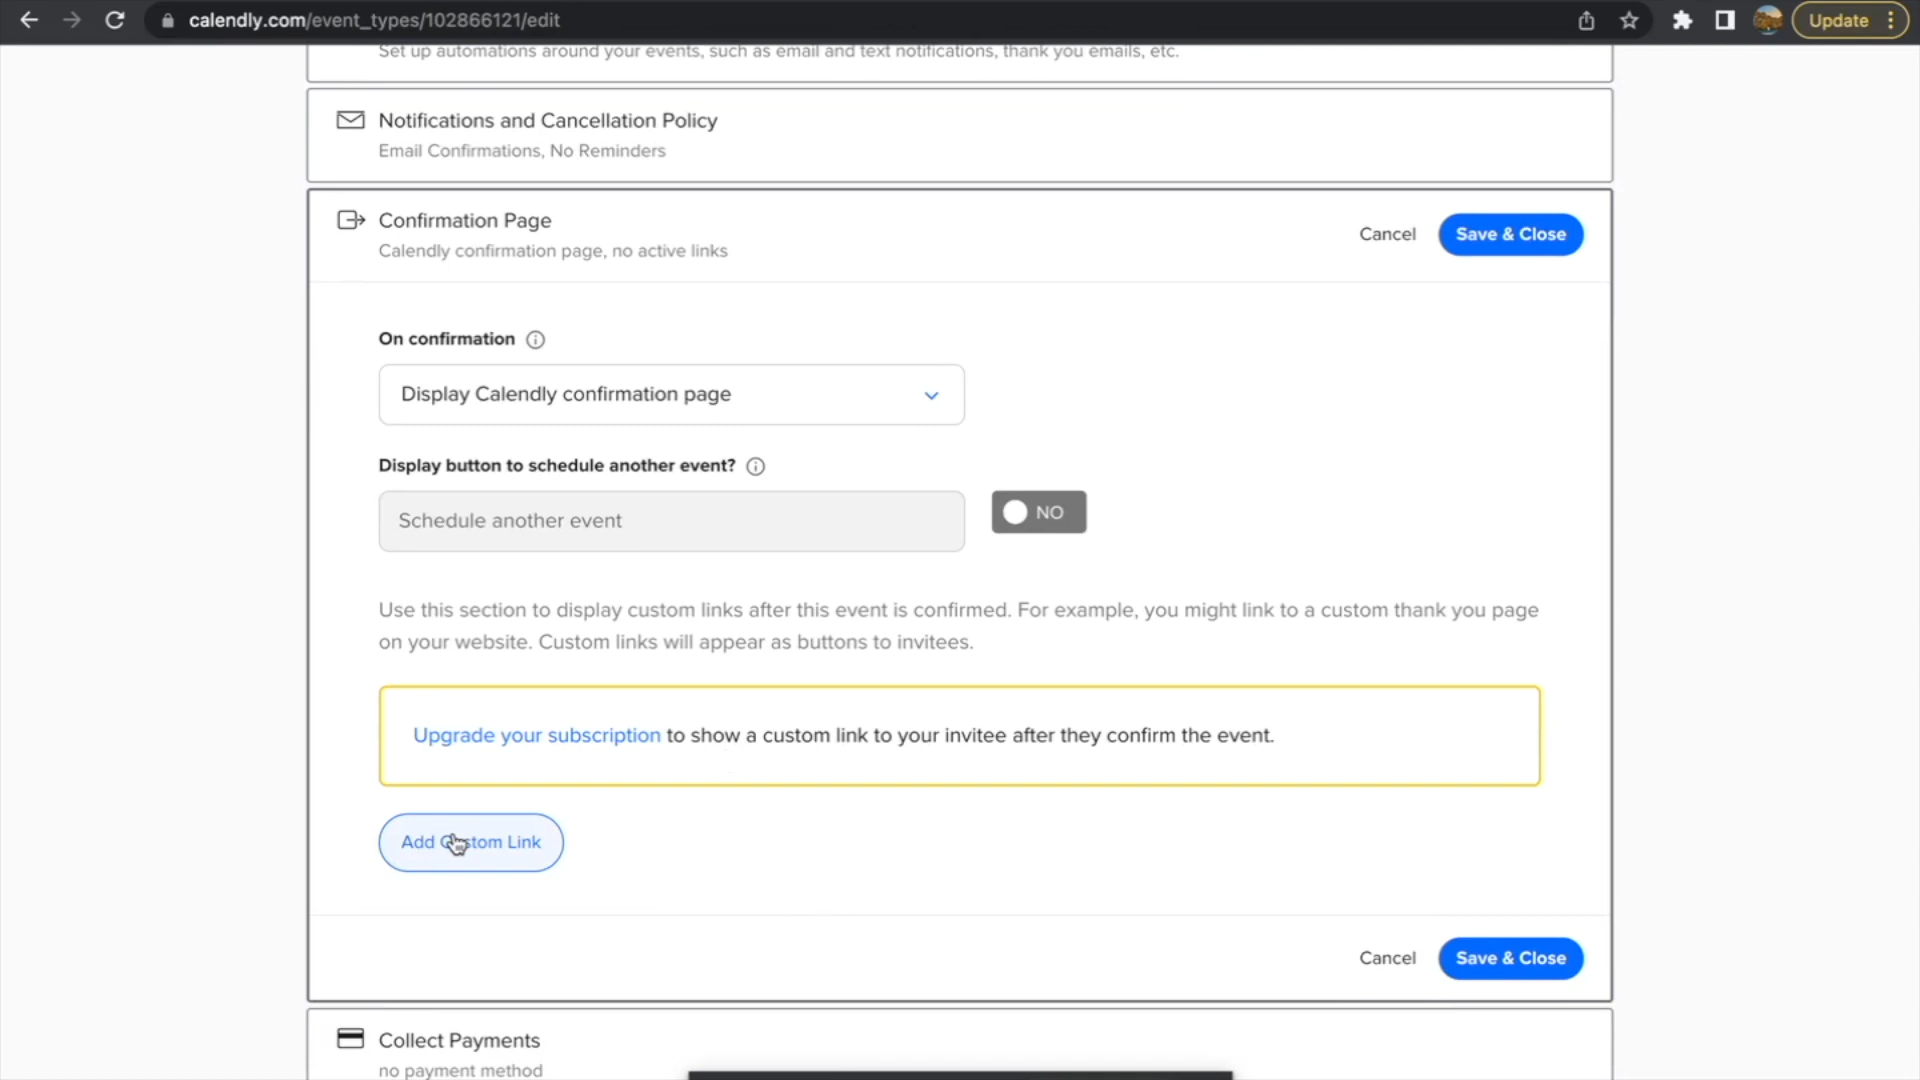 calendly.com/event_types/102866121/edit
Update
Set up automations around your events, such as email and text notifications, thank you emails, etc.
Notifications and Cancellation Policy
Email Confirmations, No Reminders
Confirmation Page
Calendly confirmation page, no active links
Cancel
Save & Close
On confirmation
Display Calendly confirmation page
Display button to schedule another event?
Schedule another event
NO
Use this section to display custom links after this event is confirmed. For example, you might link to a custom thank you page
on your website. Custom links will appear as buttons to invitees.
Upgrade your subscription to show a custom link to your invitee after they confirm the event.
Add Custom Link
Cancel
Save & Close
Collect Payments
no payment method